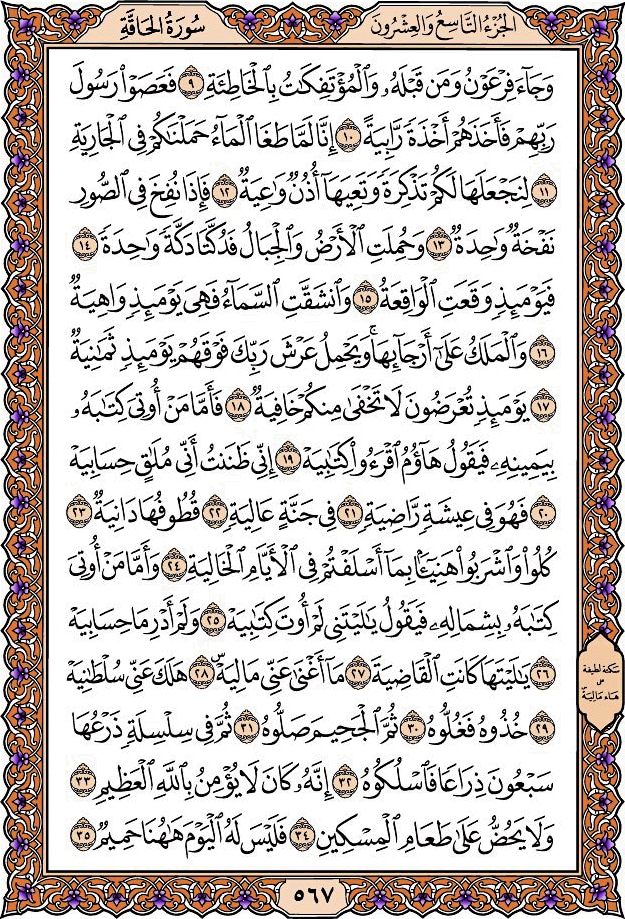 الجُزْءُ التَّاسِعُ وَالعِشْرُونَ
سُورَةُ الحَاقَّةِ
وَجَآءَ فِرْعَوْنُ وَمَن قَبْلَهُۥ وَٱلْمُؤْتَفِكَٰتُ بِٱلْخَاطِئَةِ ٩ فَعَصَوْا۟ رَسُولَ
رَبِّهِمْ فَأَخَذَهُمْ أَخْذَةً رَّابِيَةً ١٠ إِنَّا لَمَّا طَغَا ٱلْمَآءُ حَمَلْنَٰكُمْ فِى ٱلْجَارِيَةِ
١١ لِنَجْعَلَهَا لَكُمْ تَذْكِرَةً وَتَعِيَهَآ أُذُنٌ وَٰعِيَةٌ ١٢ فَإِذَا نُفِخَ فِى ٱلصُّورِ
نَفْخَةٌ وَٰحِدَةٌ ١٣ وَحُمِلَتِ ٱلْأَرْضُ وَٱلْجِبَالُ فَدُكَّتَا دَكَّةً وَٰحِدَةً ١٤
فَيَوْمَئِذٍ وَقَعَتِ ٱلْوَاقِعَةُ ١٥ وَٱنشَقَّتِ ٱلسَّمَآءُ فَهِىَ يَوْمَئِذٍ وَاهِيَةٌ
١٦ وَٱلْمَلَكُ عَلَىٰٓ أَرْجَآئِهَا ۚ وَيَحْمِلُ عَرْشَ رَبِّكَ فَوْقَهُمْ يَوْمَئِذٍ ثَمَٰنِيَةٌ
١٧ يَوْمَئِذٍ تُعْرَضُونَ لَا تَخْفَىٰ مِنكُمْ خَافِيَةٌ ١٨ فَأَمَّا مَنْ أُوتِىَ كِتَٰبَهُۥ
بِيَمِينِهِۦ فَيَقُولُ هَآؤُمُ ٱقْرَءُوا۟ كِتَٰبِيَهْ ١٩ إِنِّى ظَنَنتُ أَنِّى مُلَٰقٍ حِسَابِيَهْ
٢٠ فَهُوَ فِى عِيشَةٍ رَّاضِيَةٍ ٢١ فِى جَنَّةٍ عَالِيَةٍ ٢٢ قُطُوفُهَا دَانِيَةٌ ٢٣
كُلُوا۟ وَٱشْرَبُوا۟ هَنِيٓـًٔۢا بِمَآ أَسْلَفْتُمْ فِى ٱلْأَيَّامِ ٱلْخَالِيَةِ ٢٤ وَأَمَّا مَنْ أُوتِىَ
كِتَٰبَهُۥ بِشِمَالِهِۦ فَيَقُولُ يَٰلَيْتَنِى لَمْ أُوتَ كِتَٰبِيَهْ ٢٥ وَلَمْ أَدْرِ مَا حِسَابِيَهْ
٢٦ يَٰلَيْتَهَا كَانَتِ ٱلْقَاضِيَةَ ٢٧ مَآ أَغْنَىٰ عَنِّى مَالِيَهْ ۜ ٢٨ هَلَكَ عَنِّى سُلْطَٰنِيَهْ
٢٩ خُذُوهُ فَغُلُّوهُ ٣٠ ثُمَّ ٱلْجَحِيمَ صَلُّوهُ ٣١ ثُمَّ فِى سِلْسِلَةٍ ذَرْعُهَا
سَبْعُونَ ذِرَاعًا فَٱسْلُكُوهُ ٣٢ إِنَّهُۥ كَانَ لَا يُؤْمِنُ بِٱللَّهِ ٱلْعَظِيمِ ٣٣
وَلَا يَحُضُّ عَلَىٰ طَعَامِ ٱلْمِسْكِينِ ٣٤ فَلَيْسَ لَهُ ٱلْيَوْمَ هَٰهُنَا حَمِيمٌ ٣٥
سكتة لطيفة
س
هَاء مَالِيَهْ
٥٦٧